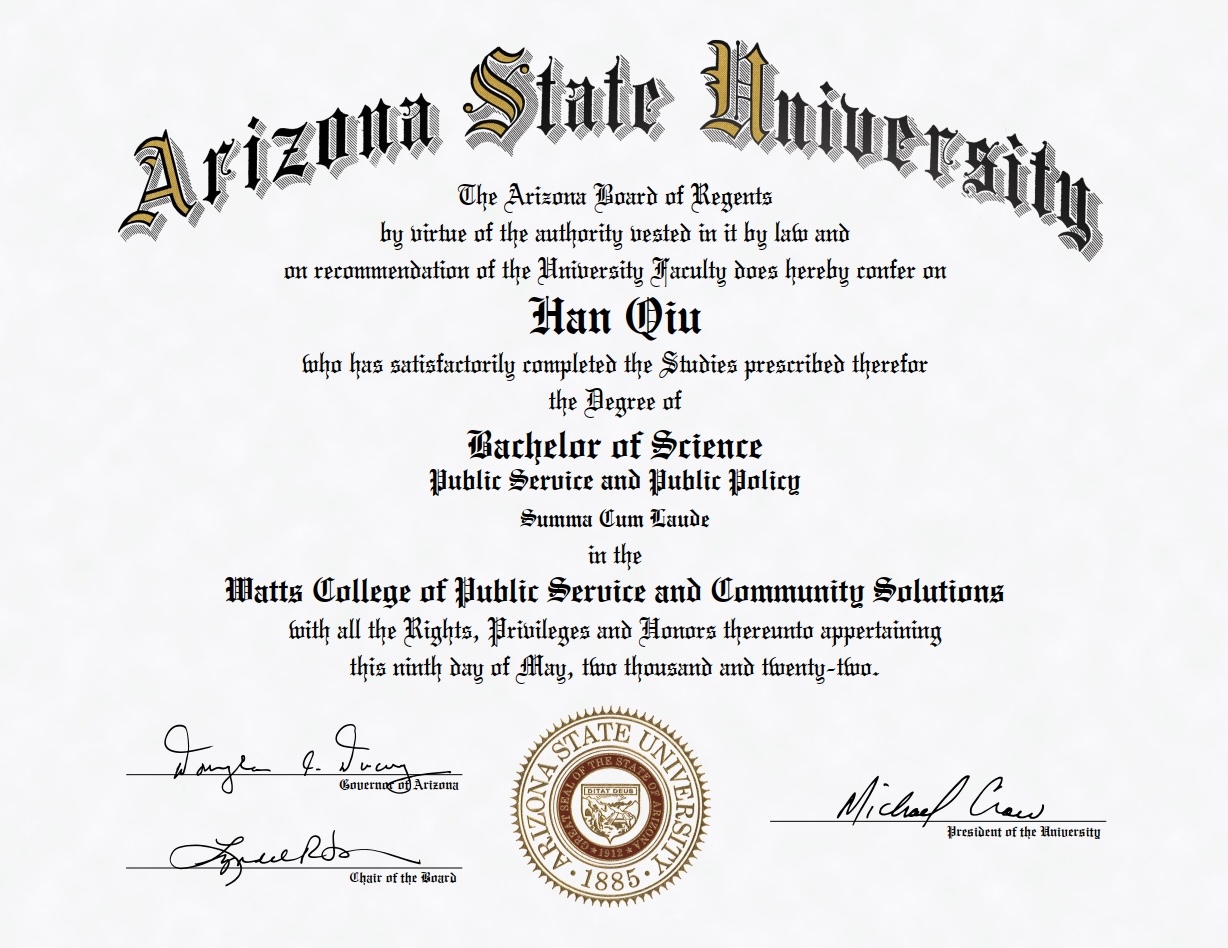 Arizona State University
The Arizona Board of Regents
by virtue of the authority vested in it by law and
on recommendation of the University Faculty does hereby confer on
Han Qiu
who has satisfactorily completed the Studies prescribed therefor
the Degree of
Bachelor of Science
Public Service and Public Policy
Summa Cum Laude
in the
Watts College of Public Service and Community Solutions
with all the Rights, Privileges and Honors thereunto appertaining
this ninth day of May, two thousand and twenty-two.
Governor of Arizona
Chair of the Board
ARIZONA STATE UNIVERSITY
GREAT SEAL OF THE STATE OF ARIZONA
DITAT DEUS
1912
· 1885 ·
Michael Crow
President of the University